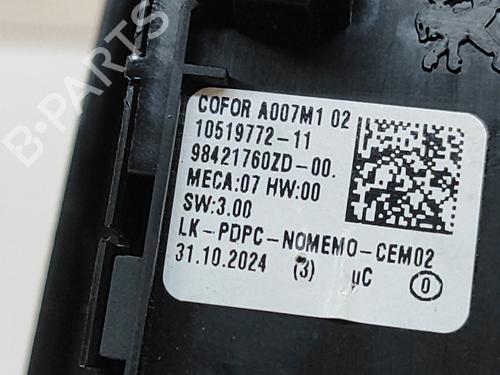 COFOR A007M1 02
10519772-11
98421760ZD-00.
MECA:07 HW:00
SW:3.00
LK-PDPC-NOMEMO-CEM02
31.10.2024 (3) µC 0
B-PARTS